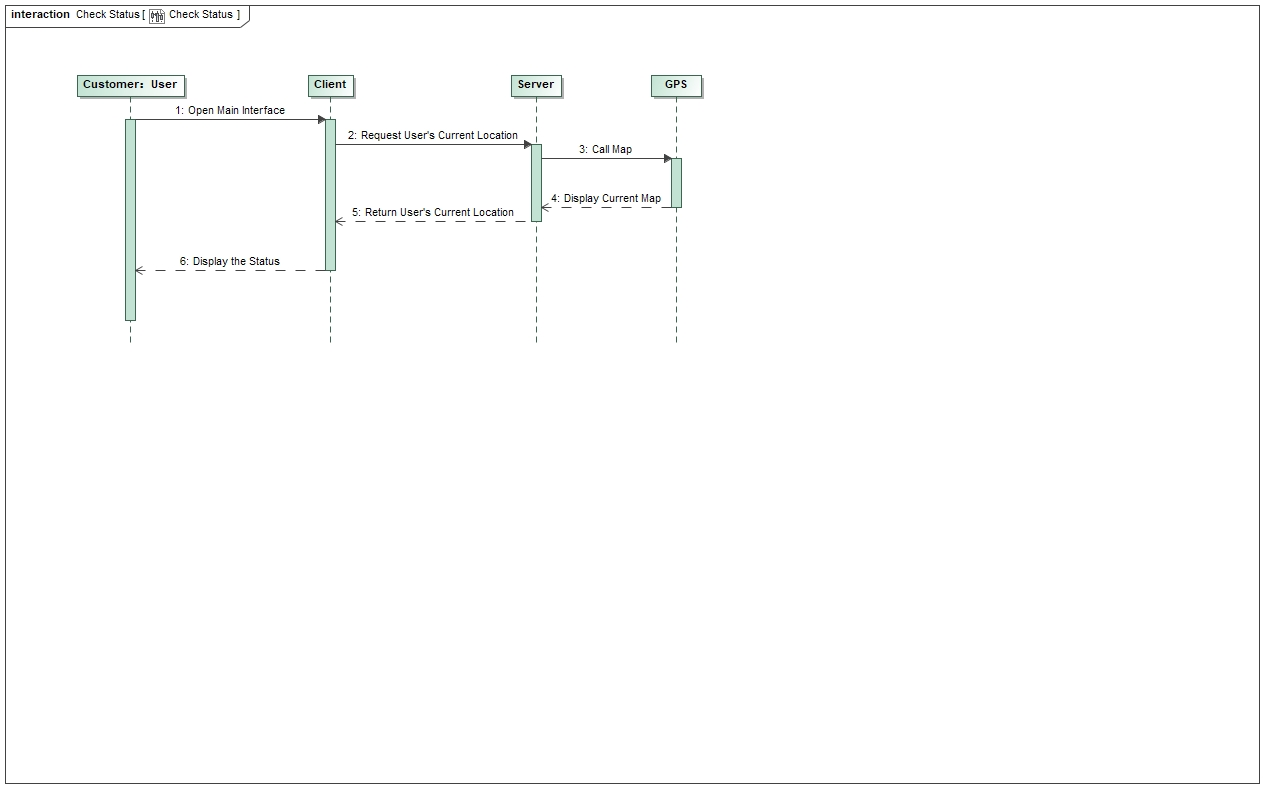 interaction Check Status [ Check Status ]
Customer: User
Client
Server
GPS
1: Open Main Interface
2: Request User's Current Location
3: Call Map
4: Display Current Map
5: Return User's Current Location
6: Display the Status